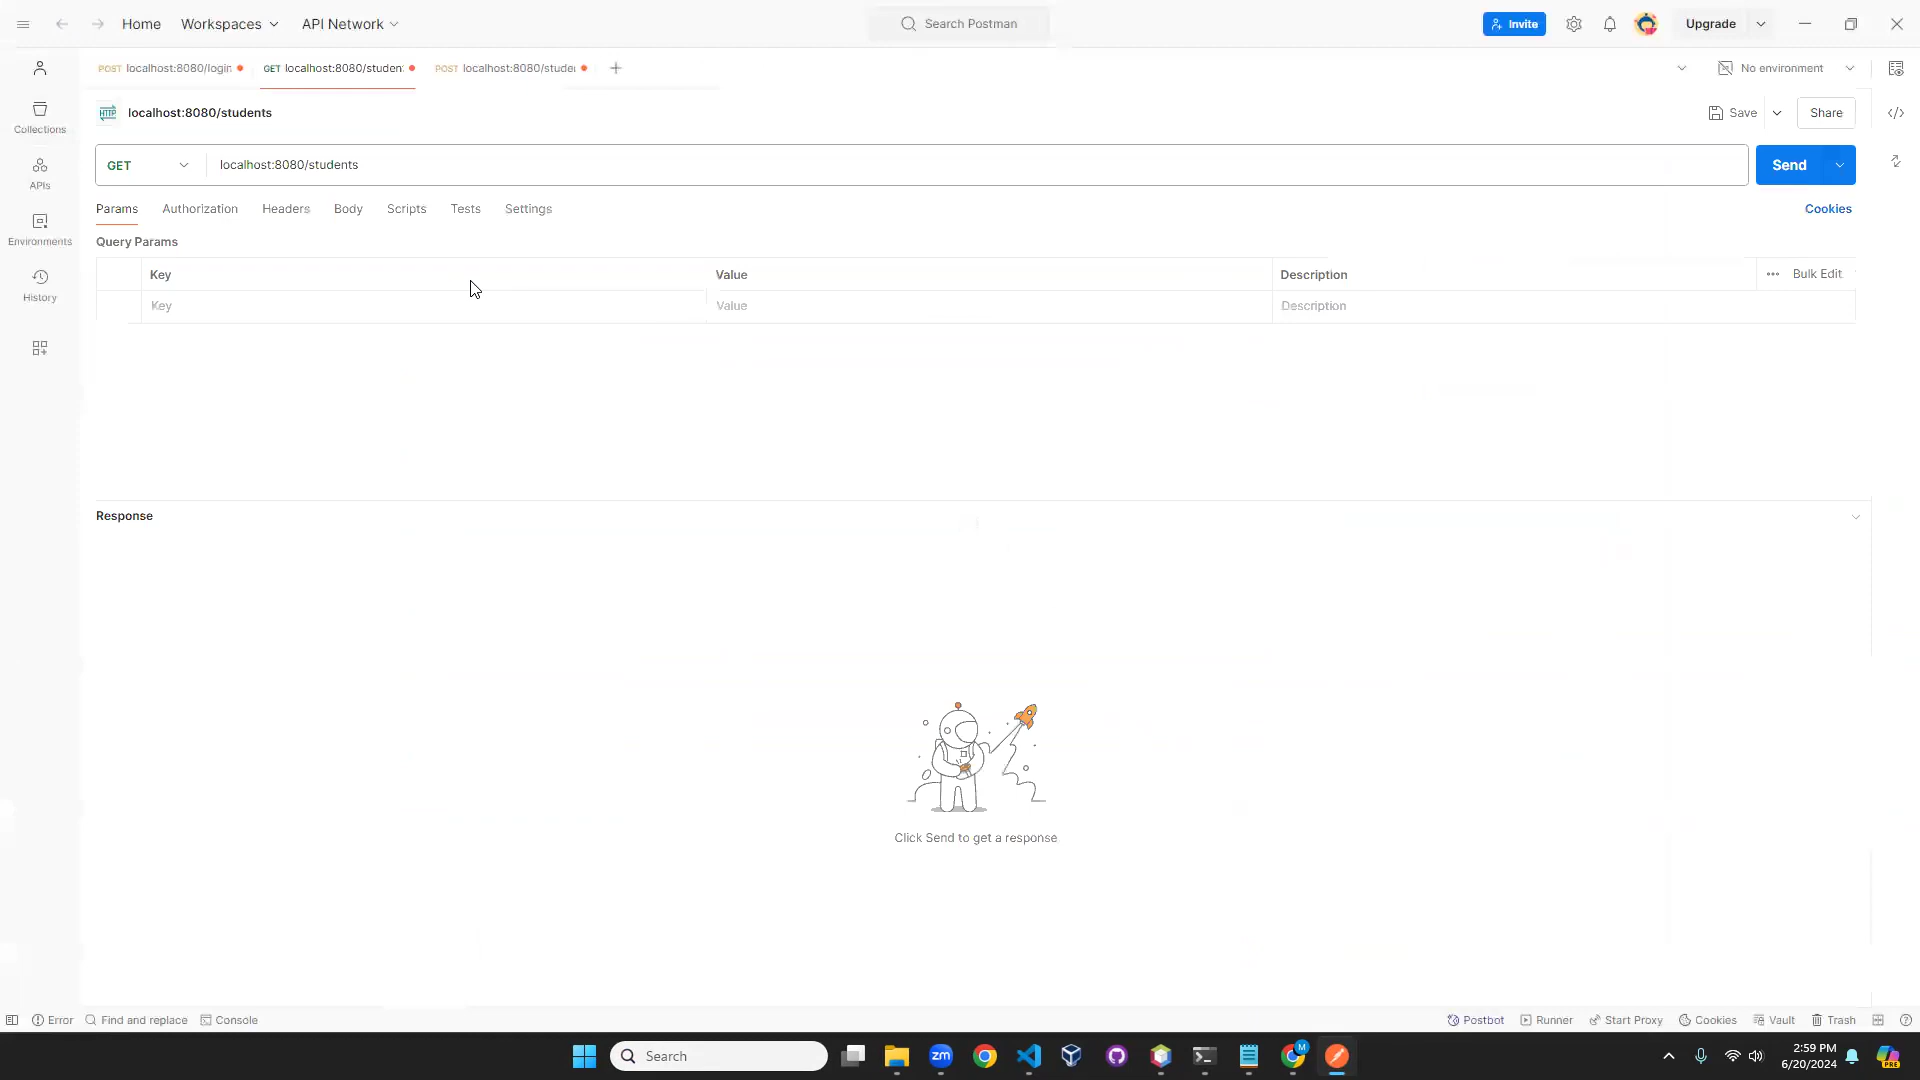 Home Workspaces API Network Search Postman Invite Upgrade
POST localhost:8080/login GET localhost:8080/studen POST localhost:8080/stude No environment
HTTP localhost:8080/students Save Share
GET localhost:8080/students Send
Params Authorization Headers Body Scripts Tests Settings Cookies
Query Params
Key Value Description Bulk Edit
Key Value Description
Collections
APIs
Environments
History
Response
Click Send to get a response
Error Find and replace Console Postbot Runner Start Proxy Cookies Vault Trash
Search zm M 2:59 PM
6/20/2024 PRE